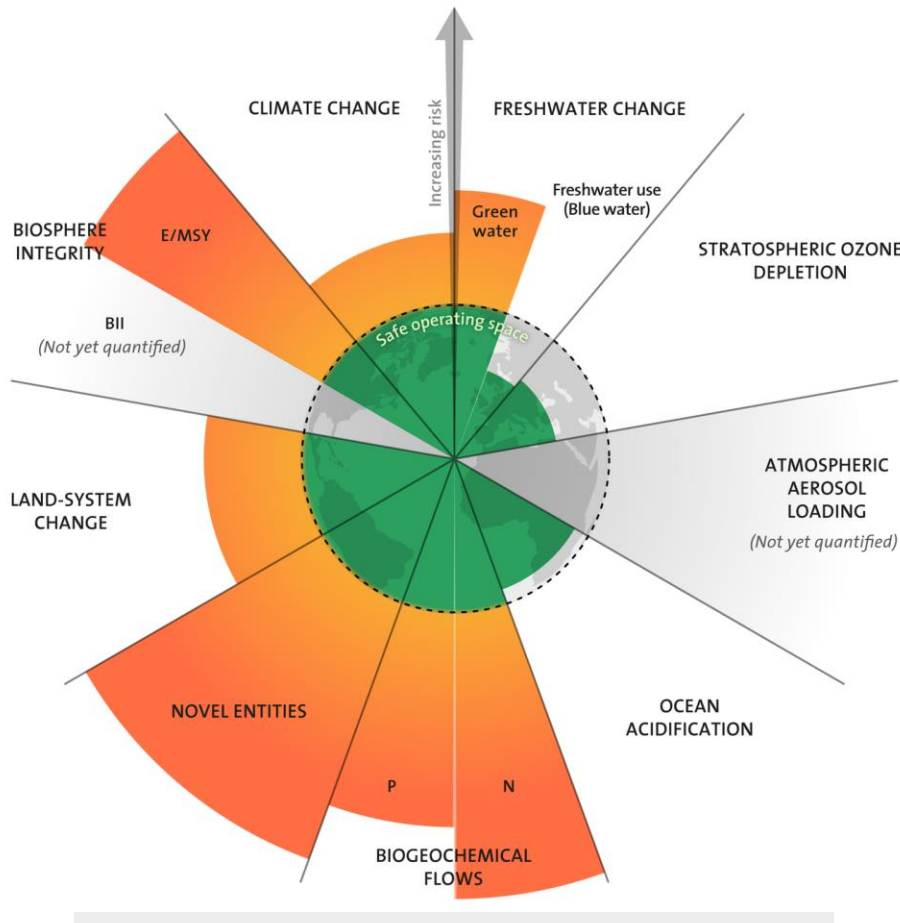 CLIMATE CHANGE
FRESHWATER CHANGE
Increasing risk
Green
water
Freshwater use
(Blue water)
STRATOSPHERIC OZONE
DEPLETION
BIOSPHERE
INTEGRITY
E/MSY
BII
(Not yet quantified)
Safe operating space
ATMOSPHERIC
AEROSOL
LOADING
(Not yet quantified)
LAND-SYSTEM
CHANGE
NOVEL ENTITIES
OCEAN
ACIDIFICATION
P
N
BIOGEOCHEMICAL
FLOWS